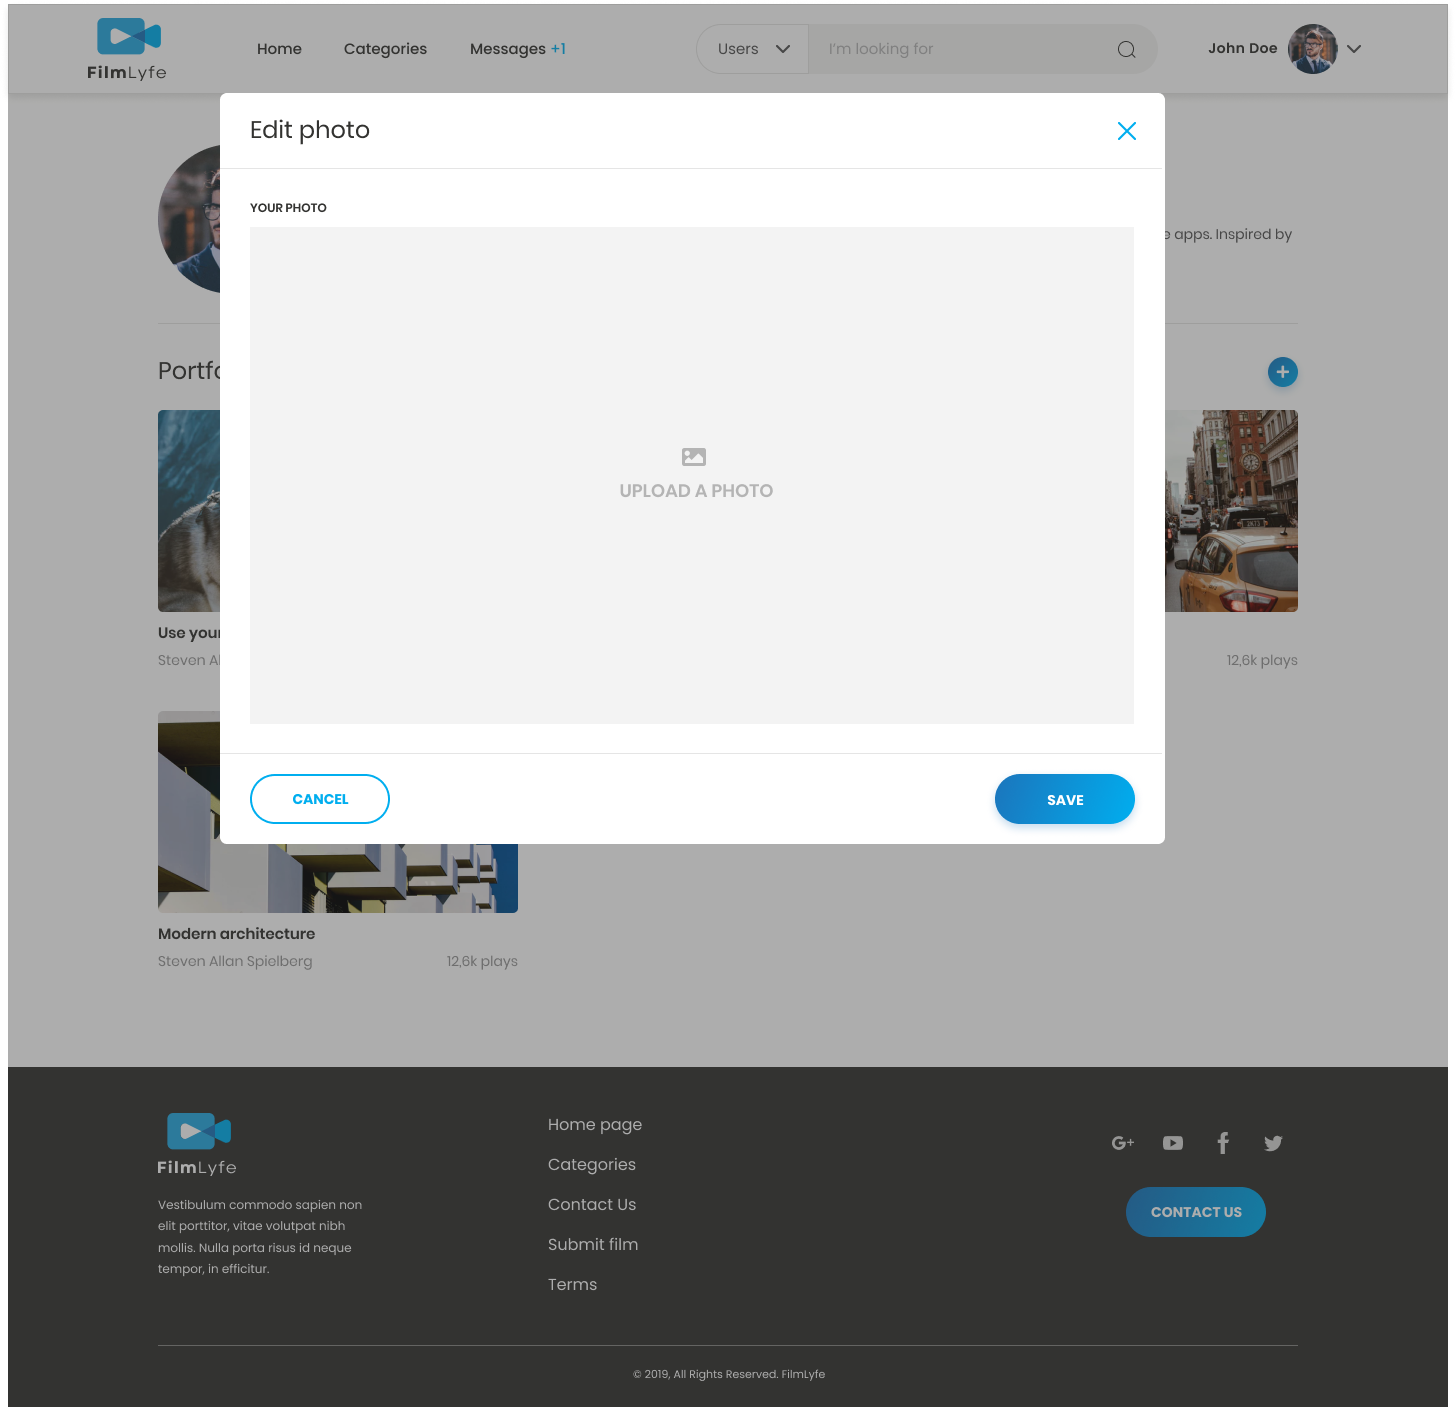 FilmLyfe
Home
Categories
Messages +1
Users
I'm looking for
John Doe
Edit photo
YOUR PHOTO
apps. Inspired by
UPLOAD A PHOTO
Use your
Steven
12,6k plays
CANCEL
SAVE
Modern architecture
Steven Allan Spielberg
12,6k plays
FilmLyfe
Vestibulum commodo sapien non
elit porttitor, vitae volutpat nibh
mollis. Nulla porta risus id neque
tempor, in efficitur.
Home page
Categories
Contact Us
Submit film
Terms
G+
CONTACT US
© 2019, All Rights Reserved. FilmLyfe